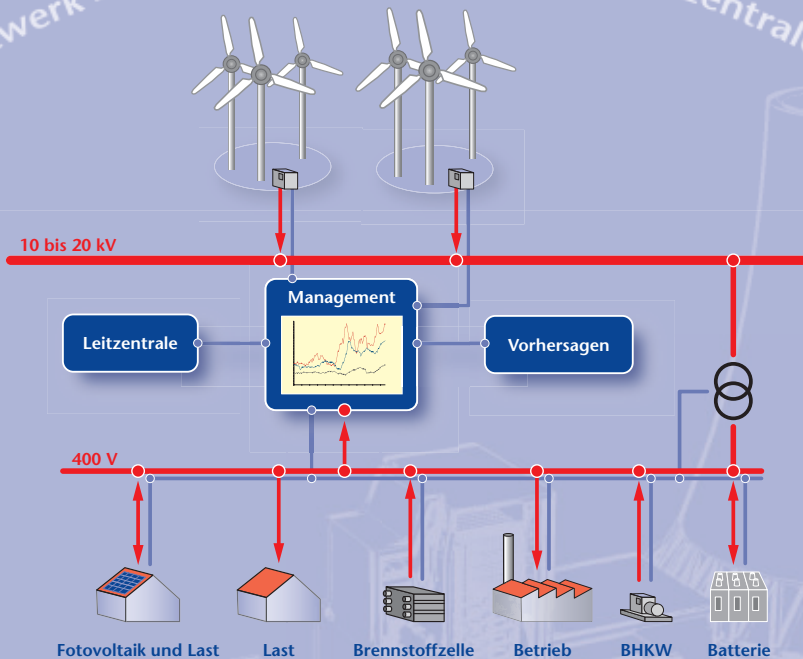 10 bis 20 kV
Management
Leitzentrale
Vorhersagen
400 V
Fotovoltaik und Last
Last
Brennstoffzelle
Betrieb
BHKW
Batterie